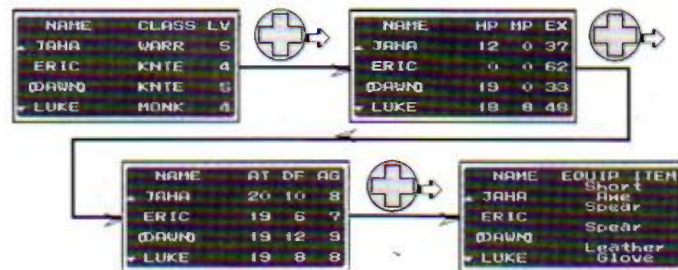 NAME CLASS LV
JAHA WARR 5
ERIC KNTE 4
(DAWN) KNTE 5
LUKE MONK 4
NAME HP MP EX
JAHA 12 0 37
ERIC 0 0 62
(DAWN) 19 0 33
LUKE 18 8 48
NAME AT DF AG
JAHA 20 10 8
ERIC 19 6 7
(DAWN) 19 12 9
LUKE 19 8 8
NAME EQUIP ITEM
Short
JAHA Axe
Spear
ERIC
Spear
(DAWN)
Leather
LUKE Glove